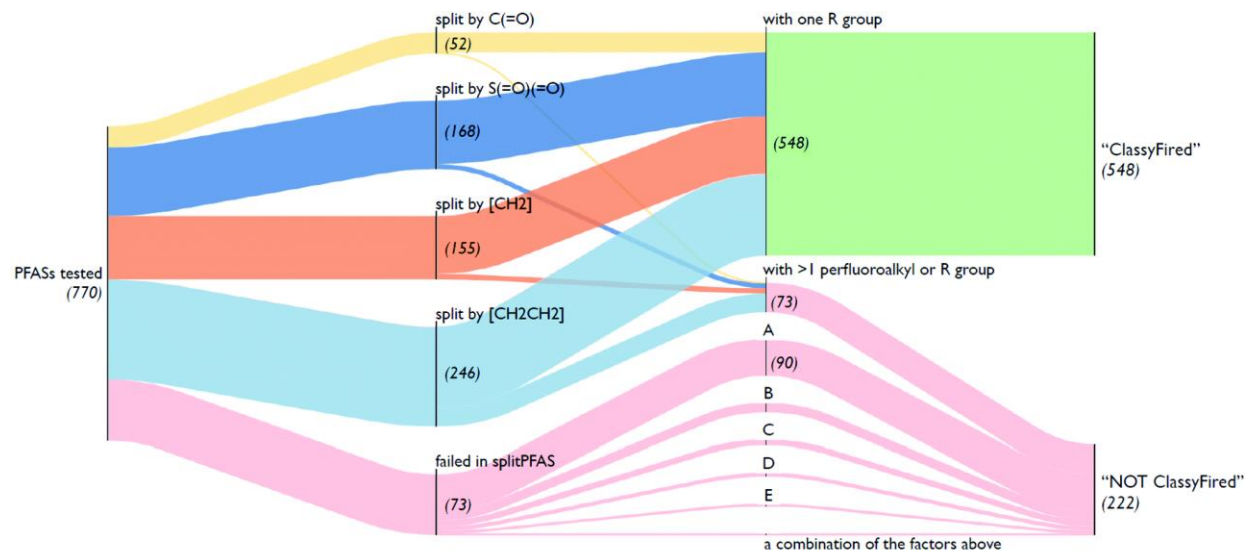 PFASs tested
(770)
split by C(=O)
(52)
split by S(=O)(=O)
(168)
split by [CH2]
(155)
split by [CH2CH2]
(246)
failed in splitPFAS
(73)
with one R group
(548)
with >1 perfluoroalkyl or R group
(73)
A
(90)
B
C
D
E
a combination of the factors above
“ClassyFired”
(548)
“NOT ClassyFired”
(222)